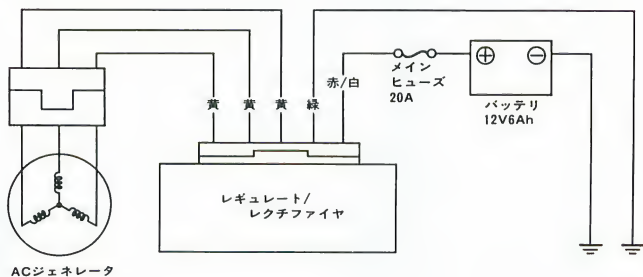 赤/白
メイン
ヒューズ
20A
バッテリ
12V6Ah
黄
黄
黄
緑
レギュレート/
レクチファイヤ
ACジェネレータ